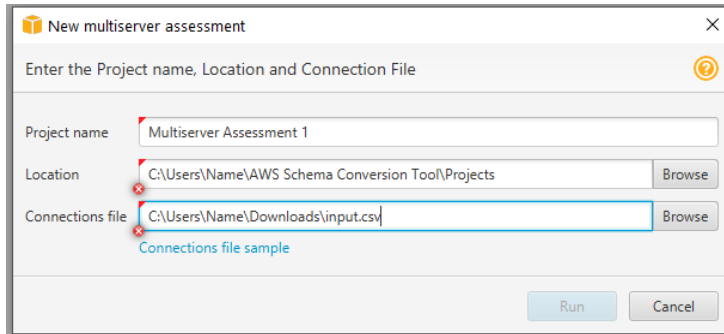 New multiserver assessment
Enter the Project name, Location and Connection File
Project name Multiserver Assessment 1
Location C:\Users\Name\AWS Schema Conversion Tool\Projects Browse
Connections file C:\Users\Name\Downloads\input.csv Browse
Connections file sample
Run Cancel